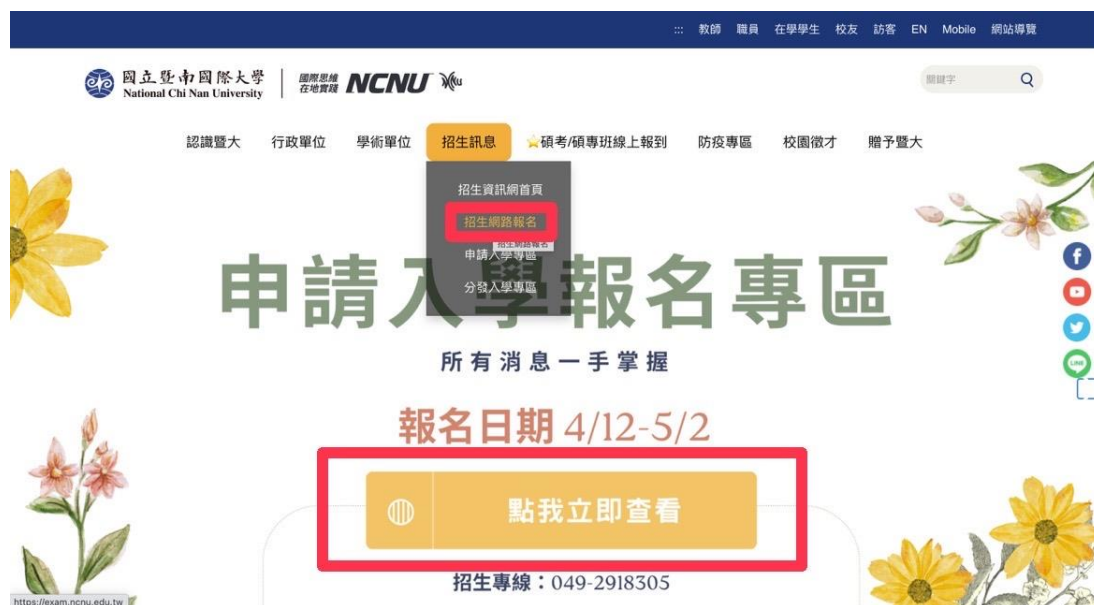 ::: 教師 職員 在學學生 校友 訪客 EN Mobile 網站導覽
國立暨南國際大學
National Chi Nan University
國際思維
在地實踐
NCNU
關鍵字
認識暨大 行政單位 學術單位 招生訊息 ⭐碩考/碩專班線上報到 防疫專區 校園徵才 贈予暨大
招生資訊網首頁
招生網路報名
招生網路報名
申請入學專區
分發入學專區
申請入學報名專區
所有消息一手掌握
報名日期 4/12-5/2
點我立即查看
招生專線：049-2918305
LINE
https://exam.ncnu.edu.tw